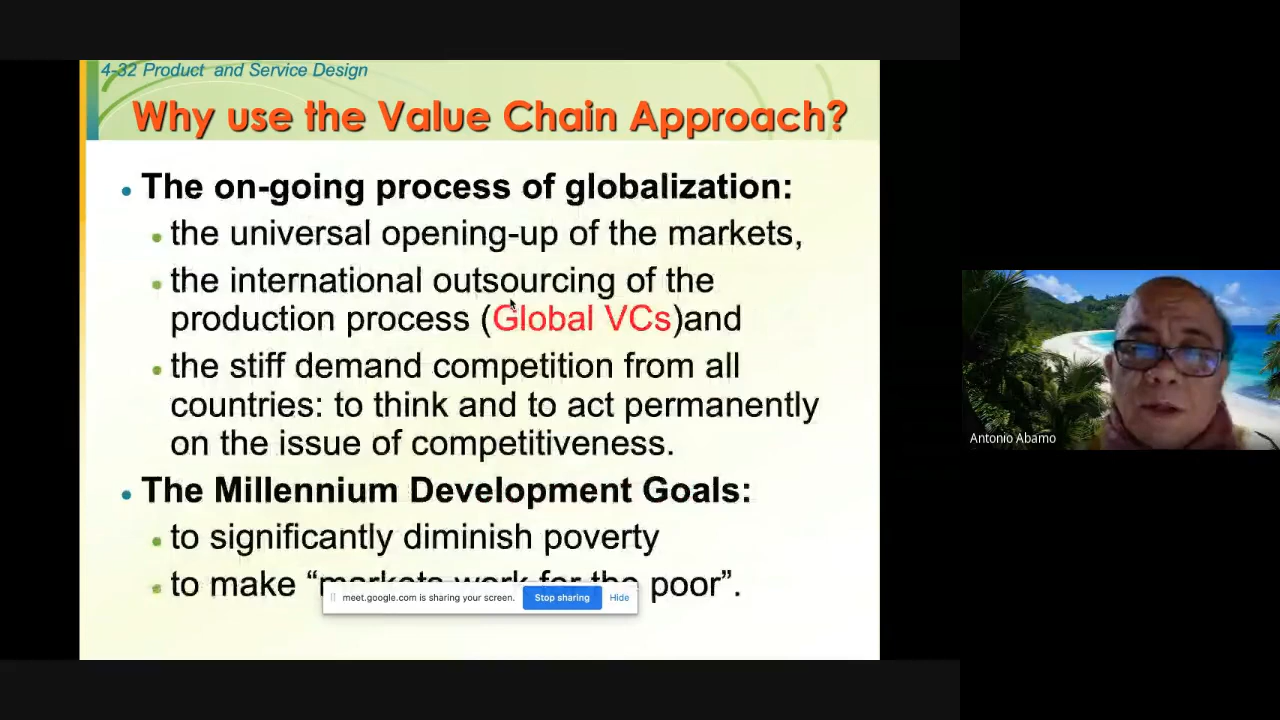 4-32 Product and Service Design
Why use the Value Chain Approach?
• The on-going process of globalization:
• the universal opening-up of the markets,
• the international outsourcing of the
production process (Global VCs)and
• the stiff demand competition from all
countries: to think and to act permanently
on the issue of competitiveness.
• The Millennium Development Goals:
• to significantly diminish poverty
• to make “markets work for the poor”.
meet.google.com is sharing your screen. Stop sharing Hide
Antonio Abamo